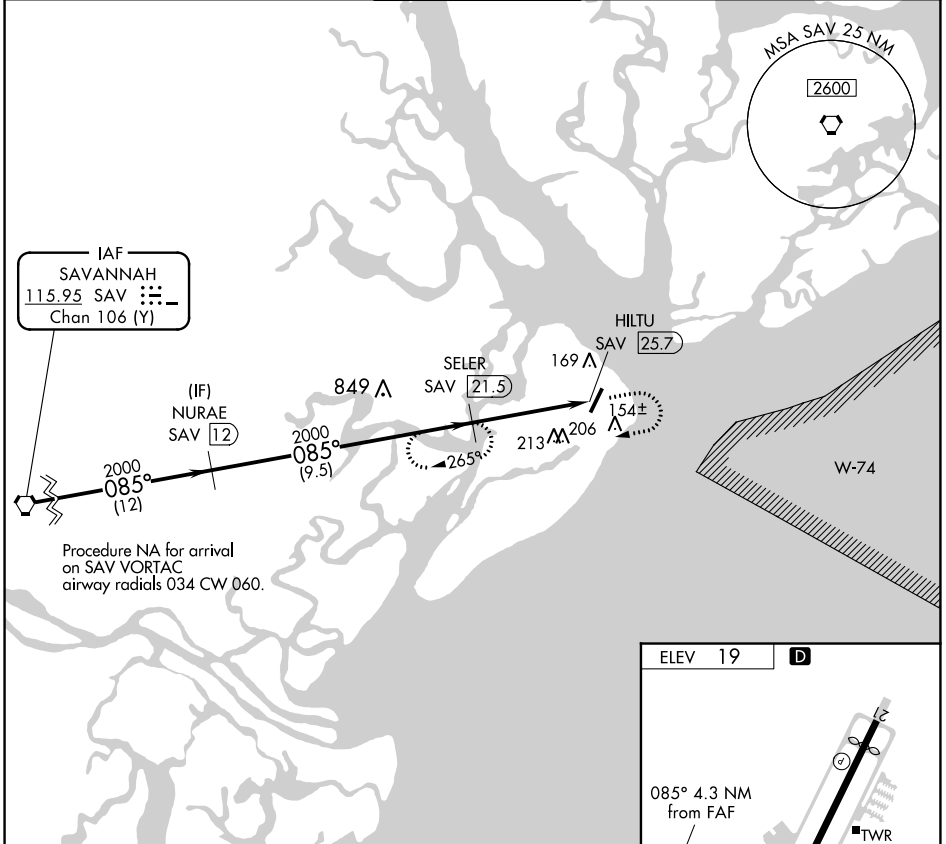 MSA SAV 25 NM
2600
IAF
SAVANNAH
115.95 SAV
Chan 106 (Y)
HILTU
SAV 25.7
169
SELER
SAV 21.5
849
(IF)
NURAE
SAV 12
154±
206
213
2000
085°
(9.5)
265°
2000
085°
(12)
W-74
Procedure NA for arrival
on SAV VORTAC
airway radials 034 CW 060.
ELEV 19 D
21
P
085° 4.3 NM
from FAF
TWR